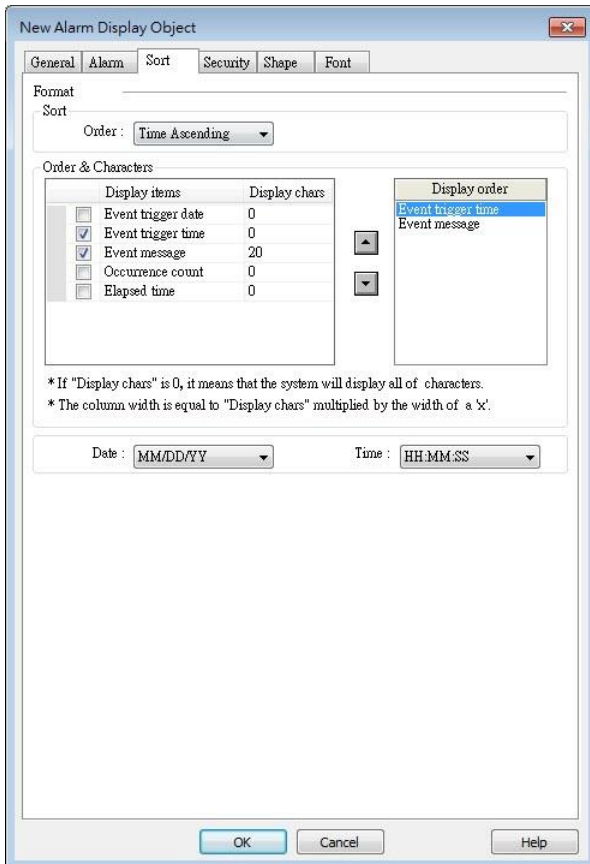 New Alarm Display Object
General Alarm Sort Security Shape Font
Format
Sort
Order : Time Ascending
Order & Characters
Display items Display chars
Event trigger date 0
Event trigger time 0
Event message 20
Occurrence count 0
Elapsed time 0
Display order
Event trigger time
Event message
* If "Display chars" is 0, it means that the system will display all of characters.
* The column width is equal to "Display chars" multiplied by the width of a 'x'.
Date : MM/DD/YY Time : HH:MM:SS
OK Cancel Help